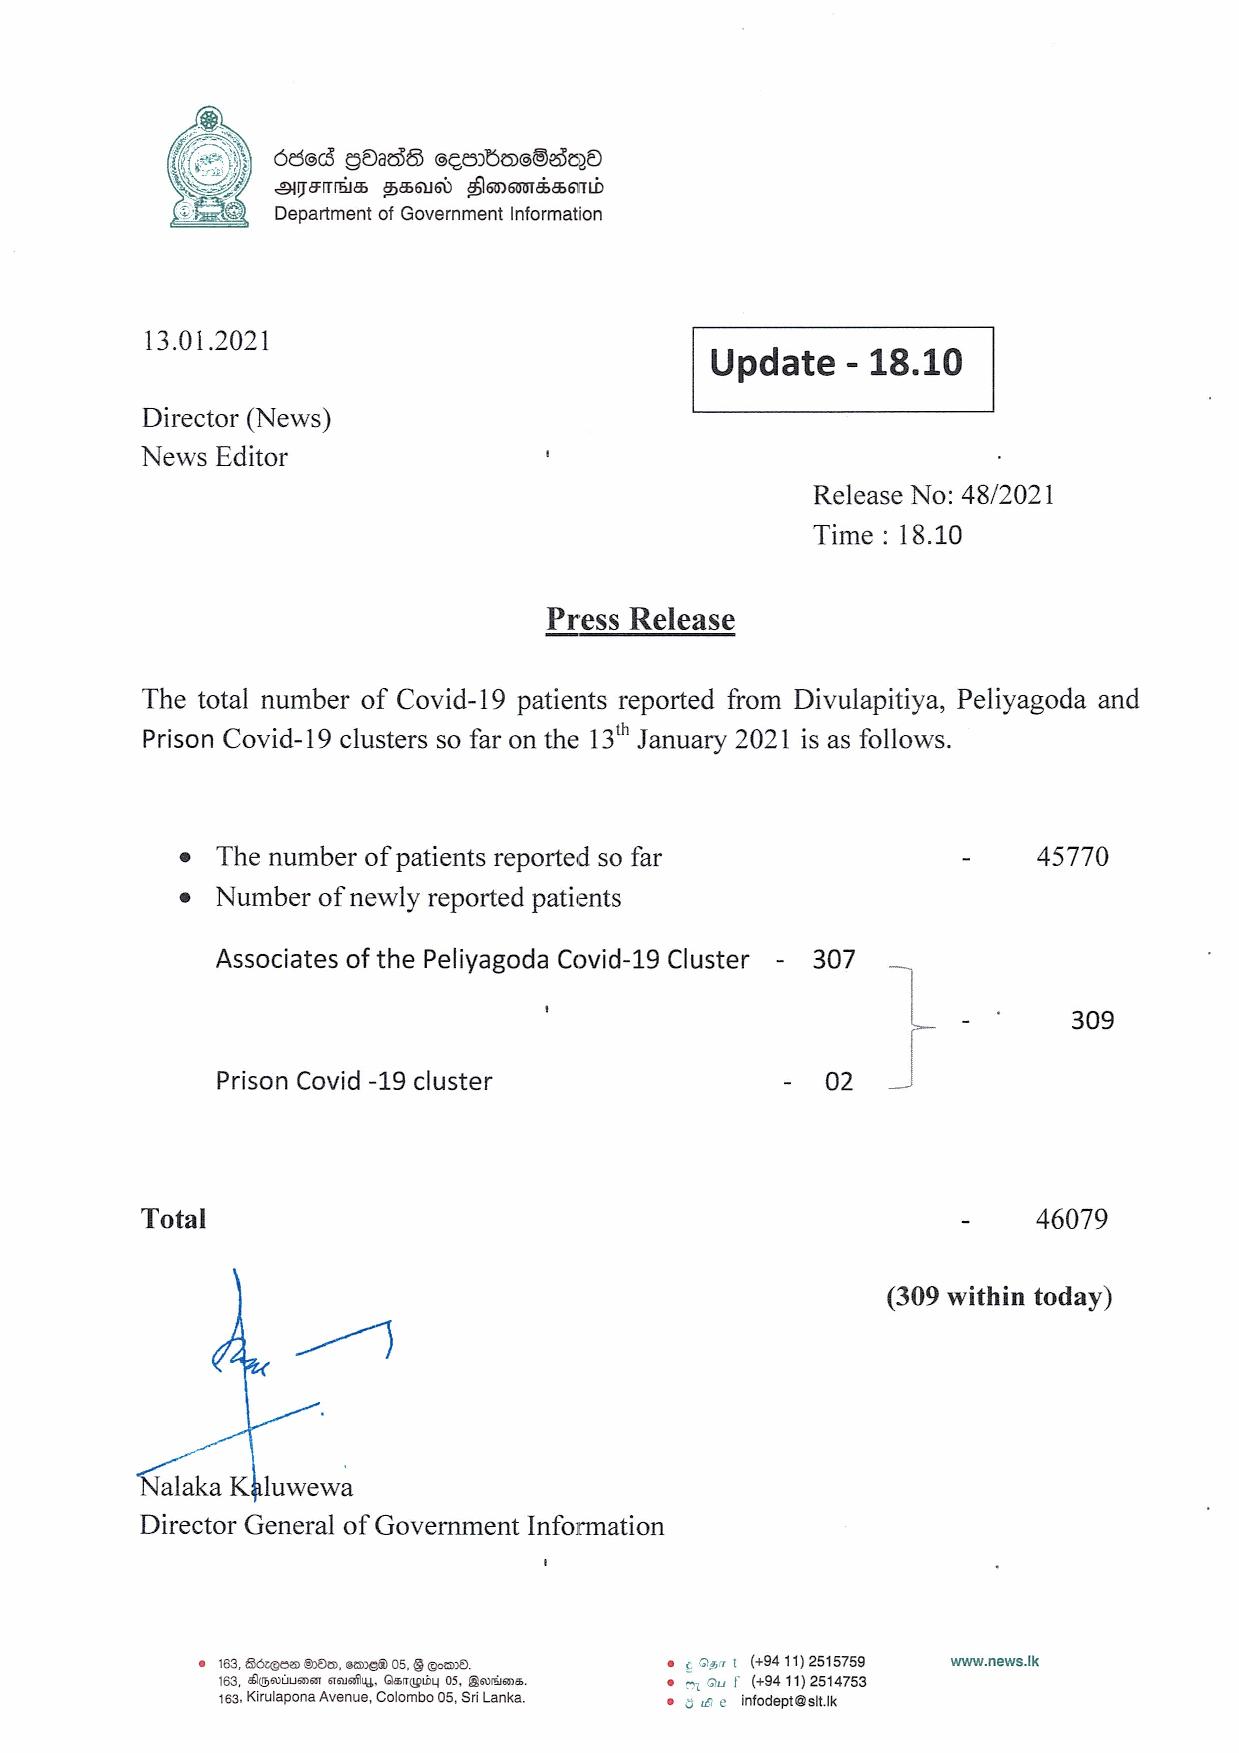 රජයේ ප්‍රවෘත්ති දෙපාර්තමේන්තුව
அரசாங்க தகவல் திணைக்களம்
Department of Government Information
13.01.2021
Update - 18.10
Director (News)
News Editor
Release No: 48/2021
Time : 18.10
Press Release
The total number of Covid-19 patients reported from Divulapitiya, Peliyagoda and
Prison Covid-19 clusters so far on the 13th January 2021 is as follows.
• The number of patients reported so far - 45770
• Number of newly reported patients
Associates of the Peliyagoda Covid-19 Cluster - 307
- 309
Prison Covid -19 cluster - 02
Total - 46079
(309 within today)
Nalaka Kaluwewa
Director General of Government Information
163, කිරුලපන මාවත, කොළඹ 05, ශ්‍රී ලංකාව.
163, கிருலப்பனை எவனியூ, கொழும்பு 05, இலங்கை.
163, Kirulapona Avenue, Colombo 05, Sri Lanka.
දු தொ t (+94 11) 2515759
ෆැ பெ f (+94 11) 2514753
ඊ மி e infodept@slt.lk
www.news.lk